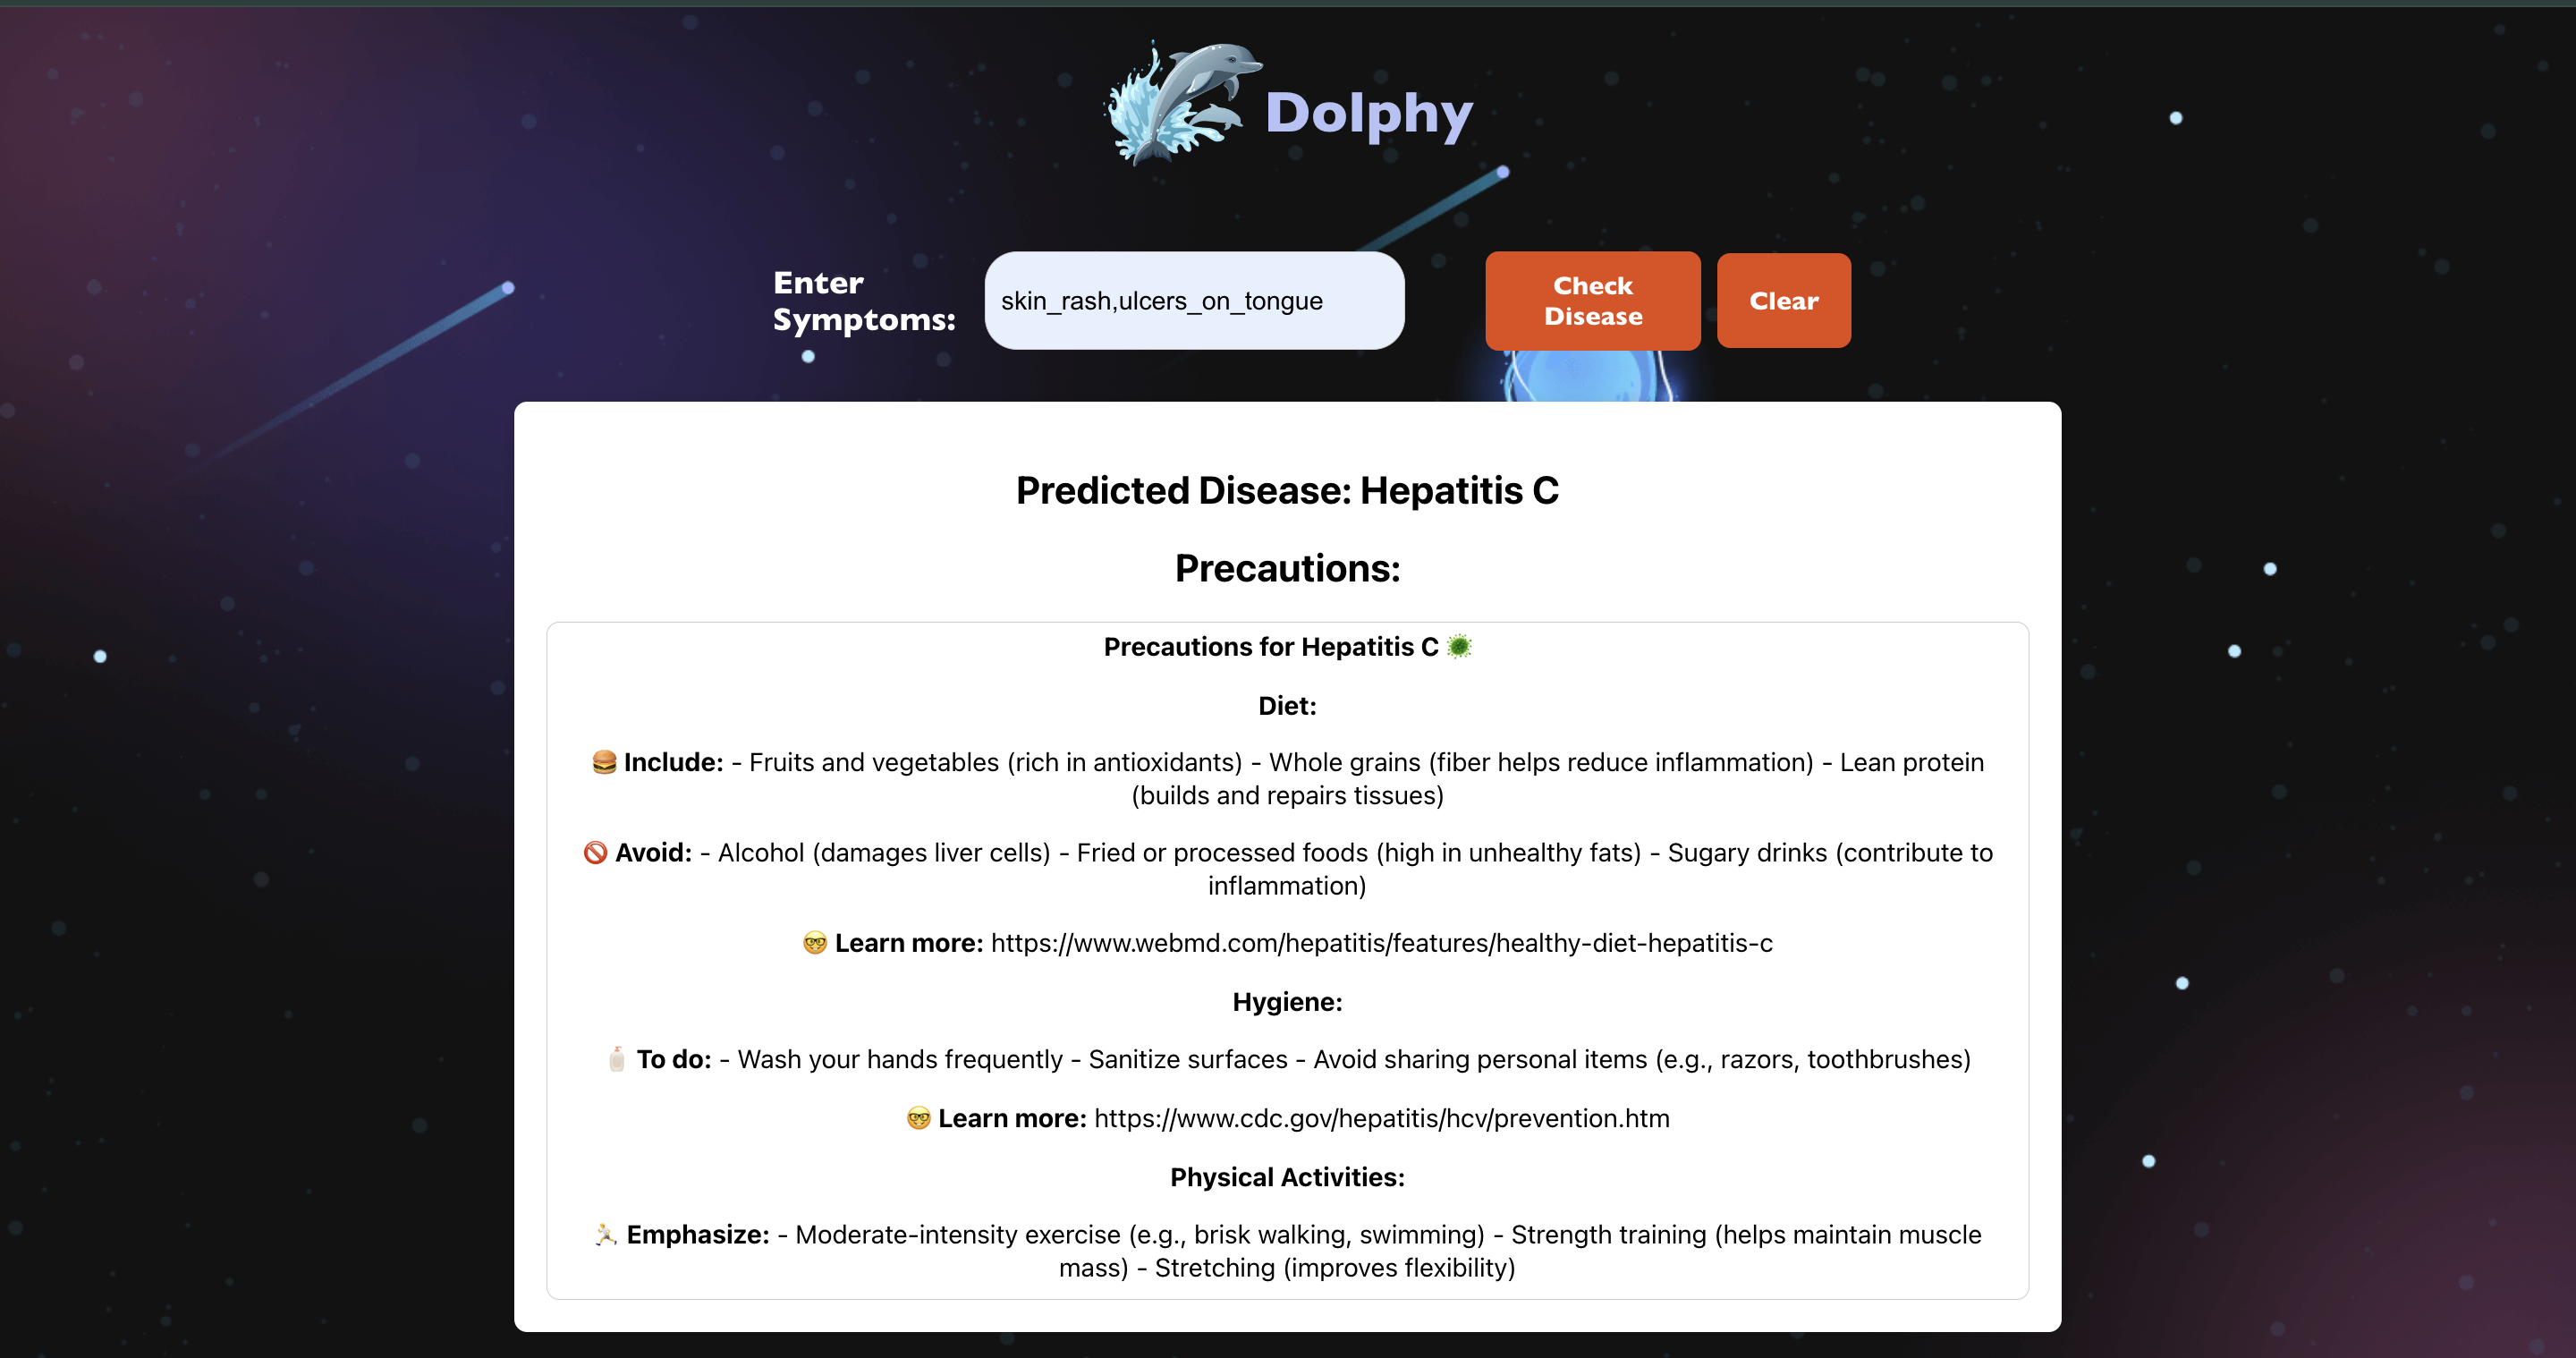 Dolphy
Enter
Symptoms:
skin_rash,ulcers_on_tongue
Check
Disease
Clear
Predicted Disease: Hepatitis C
Precautions:
Precautions for Hepatitis C 🦠
Diet:
🍔 Include: - Fruits and vegetables (rich in antioxidants) - Whole grains (fiber helps reduce inflammation) - Lean protein
(builds and repairs tissues)
🚫 Avoid: - Alcohol (damages liver cells) - Fried or processed foods (high in unhealthy fats) - Sugary drinks (contribute to
inflammation)
🤓 Learn more: https://www.webmd.com/hepatitis/features/healthy-diet-hepatitis-c
Hygiene:
🧴 To do: - Wash your hands frequently - Sanitize surfaces - Avoid sharing personal items (e.g., razors, toothbrushes)
🤓 Learn more: https://www.cdc.gov/hepatitis/hcv/prevention.htm
Physical Activities:
🏃 Emphasize: - Moderate-intensity exercise (e.g., brisk walking, swimming) - Strength training (helps maintain muscle
mass) - Stretching (improves flexibility)